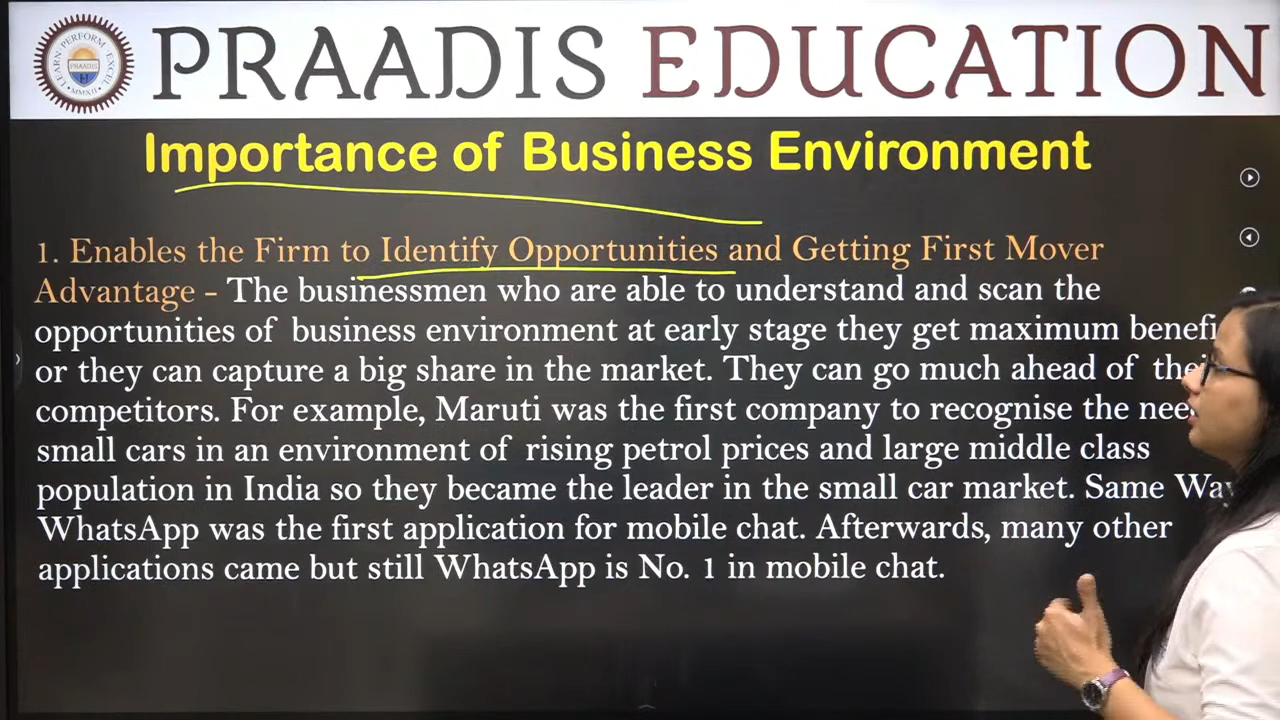 LEARN PERFORM EXCEL
PRAADIS
MMXII
PRAADIS EDUCATION
Importance of Business Environment
1. Enables the Firm to Identify Opportunities and Getting First Mover
Advantage - The businessmen who are able to understand and scan the
opportunities of business environment at early stage they get maximum
or they can capture a big share in the market. They can go much ahead of
competitors. For example, Maruti was the first company to recognise the
small cars in an environment of rising petrol prices and large middle class
population in India so they became the leader in the small car market. Same
WhatsApp was the first application for mobile chat. Afterwards, many other
applications came but still WhatsApp is No. 1 in mobile chat.